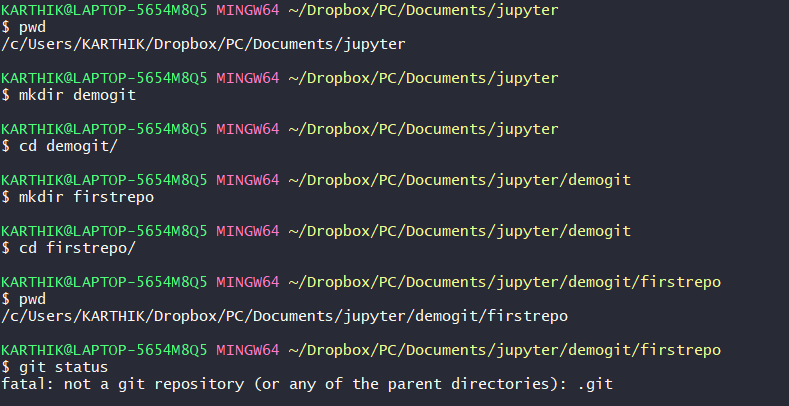 KARTHIK@LAPTOP-5654M8Q5 MINGW64 ~/Dropbox/PC/Documents/jupyter
$ pwd
/c/Users/KARTHIK/Dropbox/PC/Documents/jupyter
KARTHIK@LAPTOP-5654M8Q5 MINGW64 ~/Dropbox/PC/Documents/jupyter
$ mkdir demogit
KARTHIK@LAPTOP-5654M8Q5 MINGW64 ~/Dropbox/PC/Documents/jupyter
$ cd demogit/
KARTHIK@LAPTOP-5654M8Q5 MINGW64 ~/Dropbox/PC/Documents/jupyter/demogit
$ mkdir firstrepo
KARTHIK@LAPTOP-5654M8Q5 MINGW64 ~/Dropbox/PC/Documents/jupyter/demogit
$ cd firstrepo/
KARTHIK@LAPTOP-5654M8Q5 MINGW64 ~/Dropbox/PC/Documents/jupyter/demogit/firstrepo
$ pwd
/c/Users/KARTHIK/Dropbox/PC/Documents/jupyter/demogit/firstrepo
KARTHIK@LAPTOP-5654M8Q5 MINGW64 ~/Dropbox/PC/Documents/jupyter/demogit/firstrepo
$ git status
fatal: not a git repository (or any of the parent directories): .git